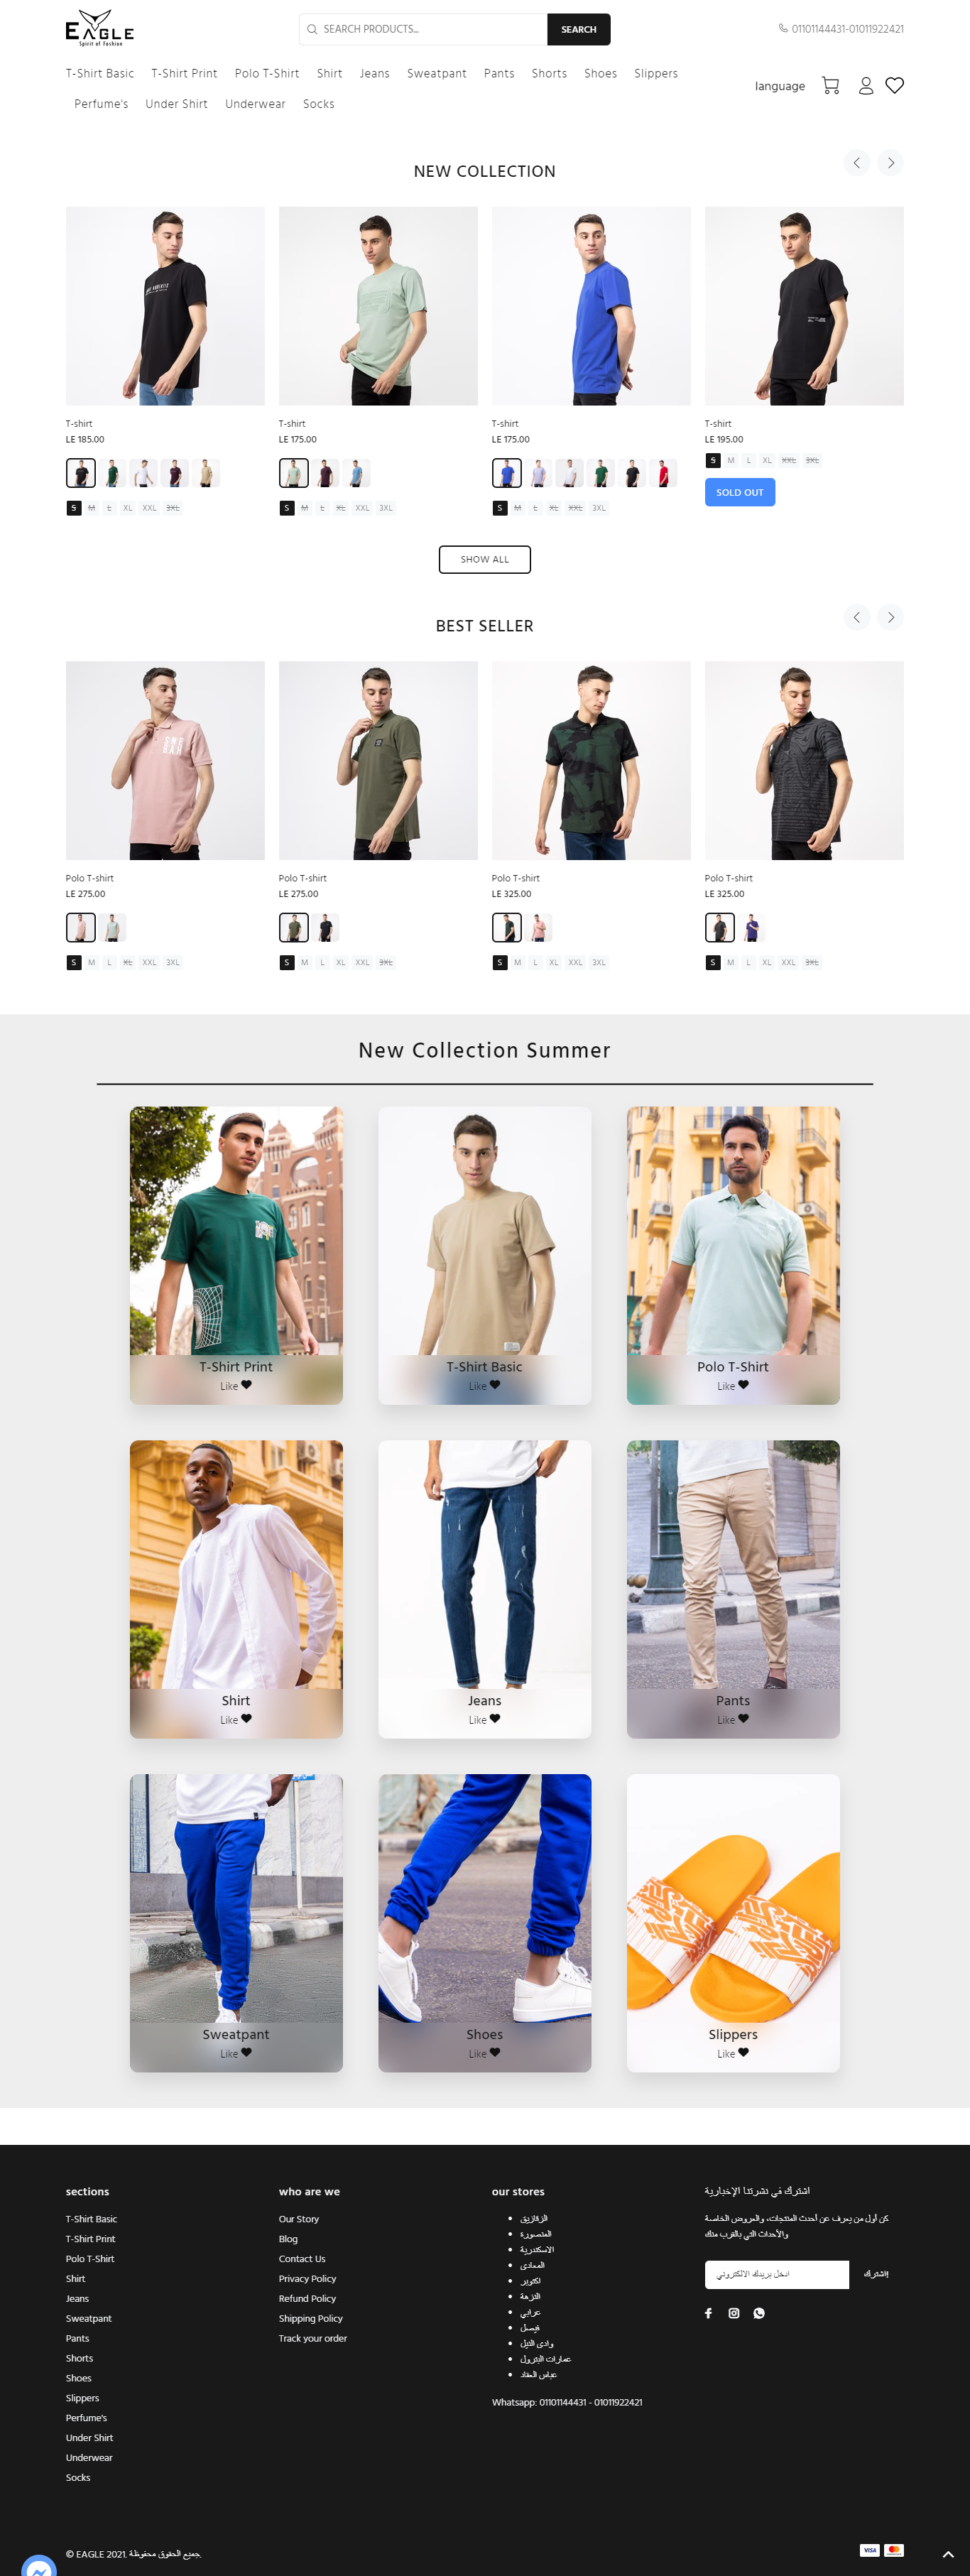 EAGLE
Spirit of Fashion
SEARCH PRODUCTS...
SEARCH
01101144431-01011922421
T-Shirt Basic T-Shirt Print Polo T-Shirt Shirt Jeans Sweatpant Pants Shorts Shoes Slippers
Perfume's Under Shirt Underwear Socks
language
NEW COLLECTION
T-shirt
LE 185.00
S M L XL XXL 3XL
T-shirt
LE 175.00
S M L XL XXL 3XL
T-shirt
LE 175.00
S M L XL XXL 3XL
T-shirt
LE 195.00
S M L XL XXL 3XL
SOLD OUT
SHOW ALL
BEST SELLER
Polo T-shirt
LE 275.00
S M L XL XXL 3XL
Polo T-shirt
LE 275.00
S M L XL XXL 3XL
Polo T-shirt
LE 325.00
S M L XL XXL 3XL
Polo T-shirt
LE 325.00
S M L XL XXL 3XL
New Collection Summer
T-Shirt Print
Like
T-Shirt Basic
Like
Polo T-Shirt
Like
Shirt
Like
Jeans
Like
Pants
Like
Sweatpant
Like
Shoes
Like
Slippers
Like
sections
T-Shirt Basic
T-Shirt Print
Polo T-Shirt
Shirt
Jeans
Sweatpant
Pants
Shorts
Shoes
Slippers
Perfume's
Under Shirt
Underwear
Socks
who are we
Our Story
Blog
Contact Us
Privacy Policy
Refund Policy
Shipping Policy
Track your order
our stores
الزقازيق
المنصورة
الاسكندرية
المعادى
اكتوبر
النزهة
عرابي
فيصل
وادى النيل
عمارات البترول
عباس العقاد
Whatsapp: 01101144431 - 01011922421
اشترك في نشرتنا الإخبارية
كن أول من يعرف عن أحدث المنتجات، والعروض الخاصة
والأحداث التي بالقرب منك
ادخل بريدك الالكتروني
اشترك!
© EAGLE 2021. جميع الحقوق محفوظة.
VISA
mastercard